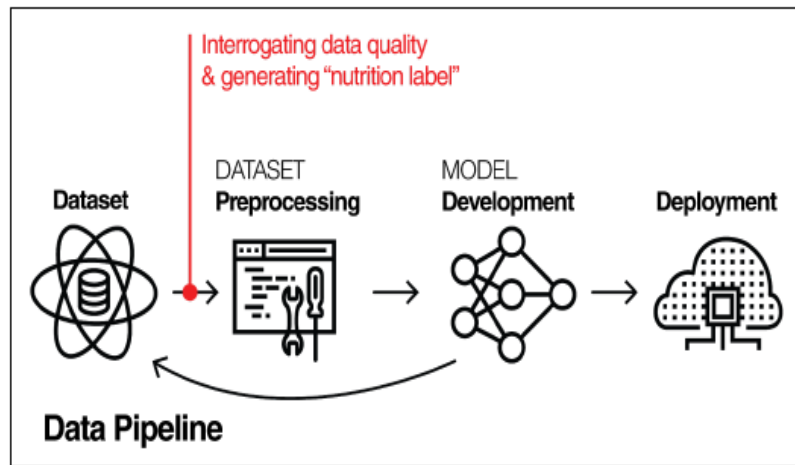 Interrogating data quality
& generating “nutrition label”
Dataset
DATASET
Preprocessing
MODEL
Development
Deployment
Data Pipeline